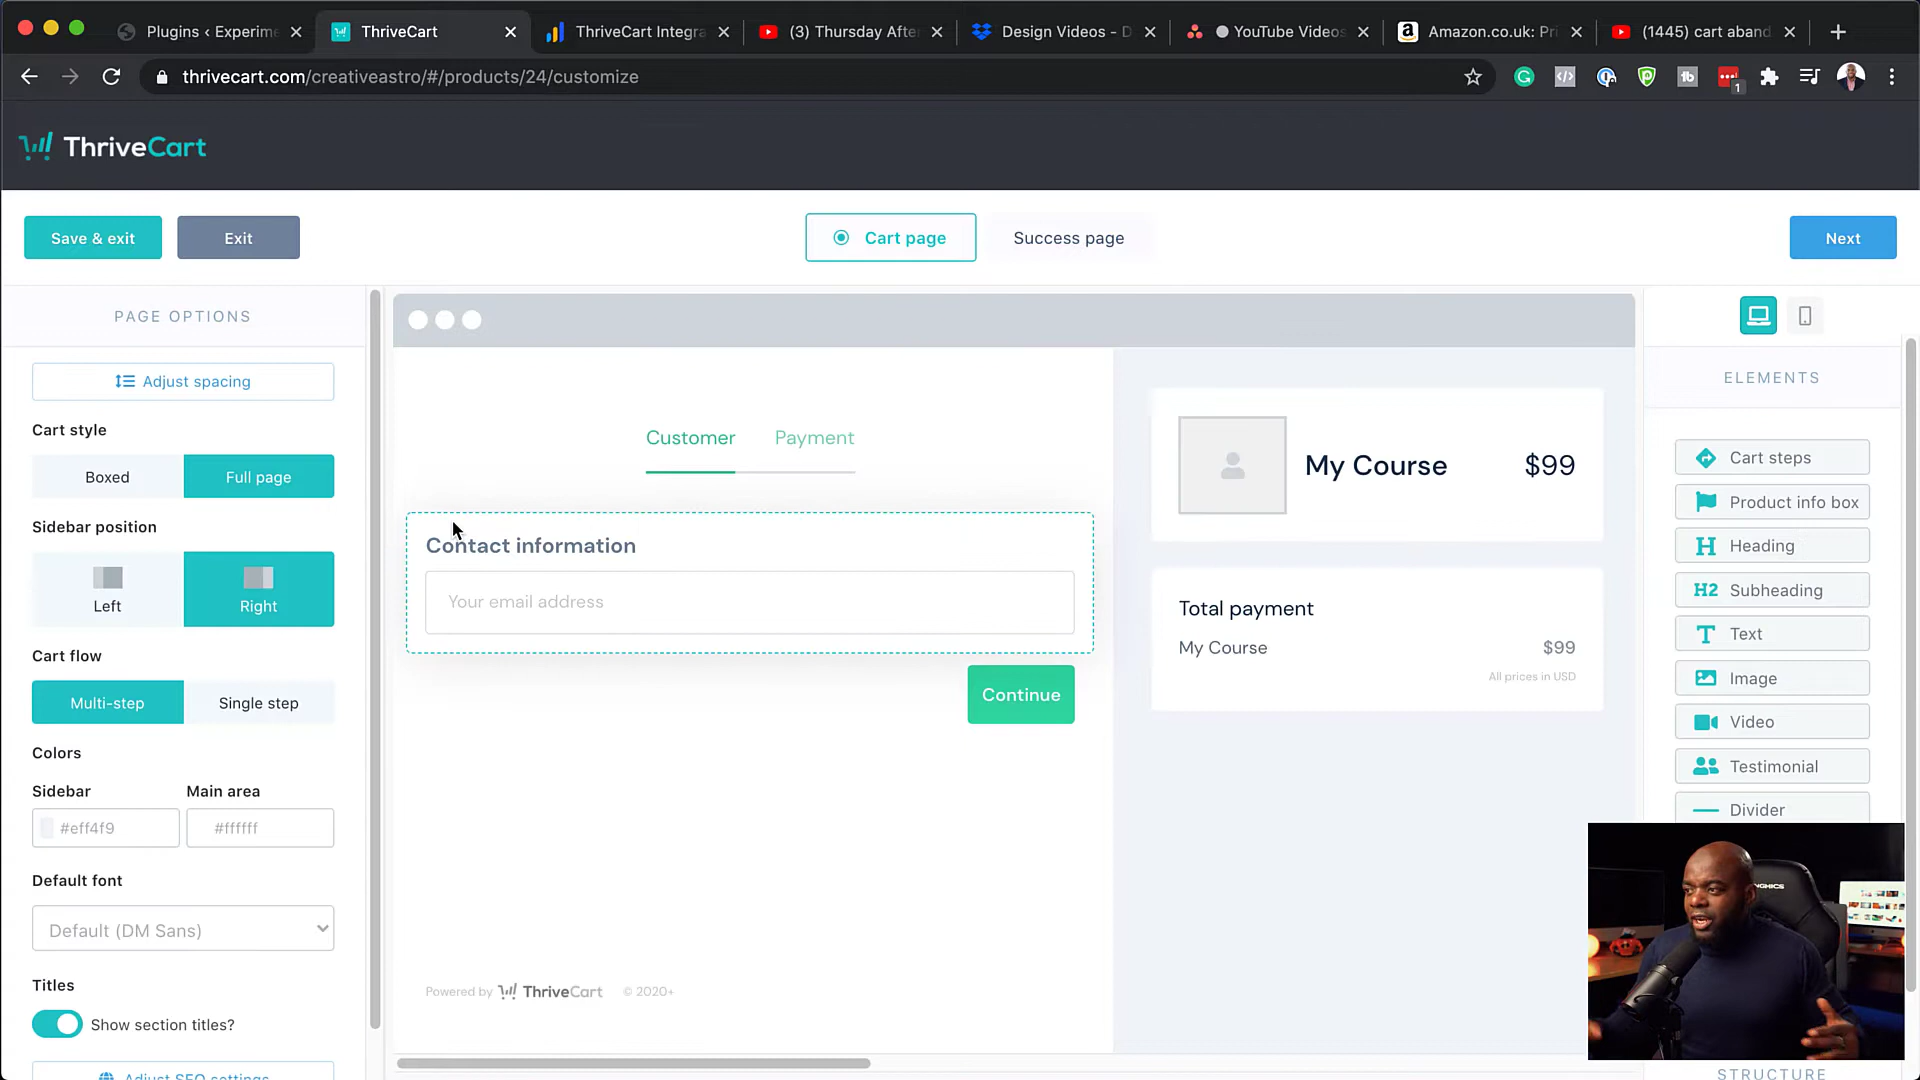 Plugins ‹ Experime
ThriveCart
ThriveCart Integra
(3) Thursday Afte
Design Videos - D
YouTube Videos
Amazon.co.uk: Pri
(1445) cart aband
thrivecart.com/creativeastro/#/products/24/customize
1
ThriveCart
Save & exit
Exit
Cart page
Success page
Next
PAGE OPTIONS
Adjust spacing
Cart style
Boxed
Full page
Sidebar position
Left
Right
Cart flow
Multi-step
Single step
Colors
Sidebar
Main area
#eff4f9
#ffffff
Default font
Default (DM Sans)
Titles
Show section titles?
Adjust SEO settings
Customer
Payment
Contact information
Your email address
Continue
Powered by ThriveCart © 2020+
My Course
$99
Total payment
My Course
$99
All prices in USD
ELEMENTS
Cart steps
Product info box
H Heading
H2 Subheading
T Text
Image
Video
Testimonial
Divider
STRUCTURE